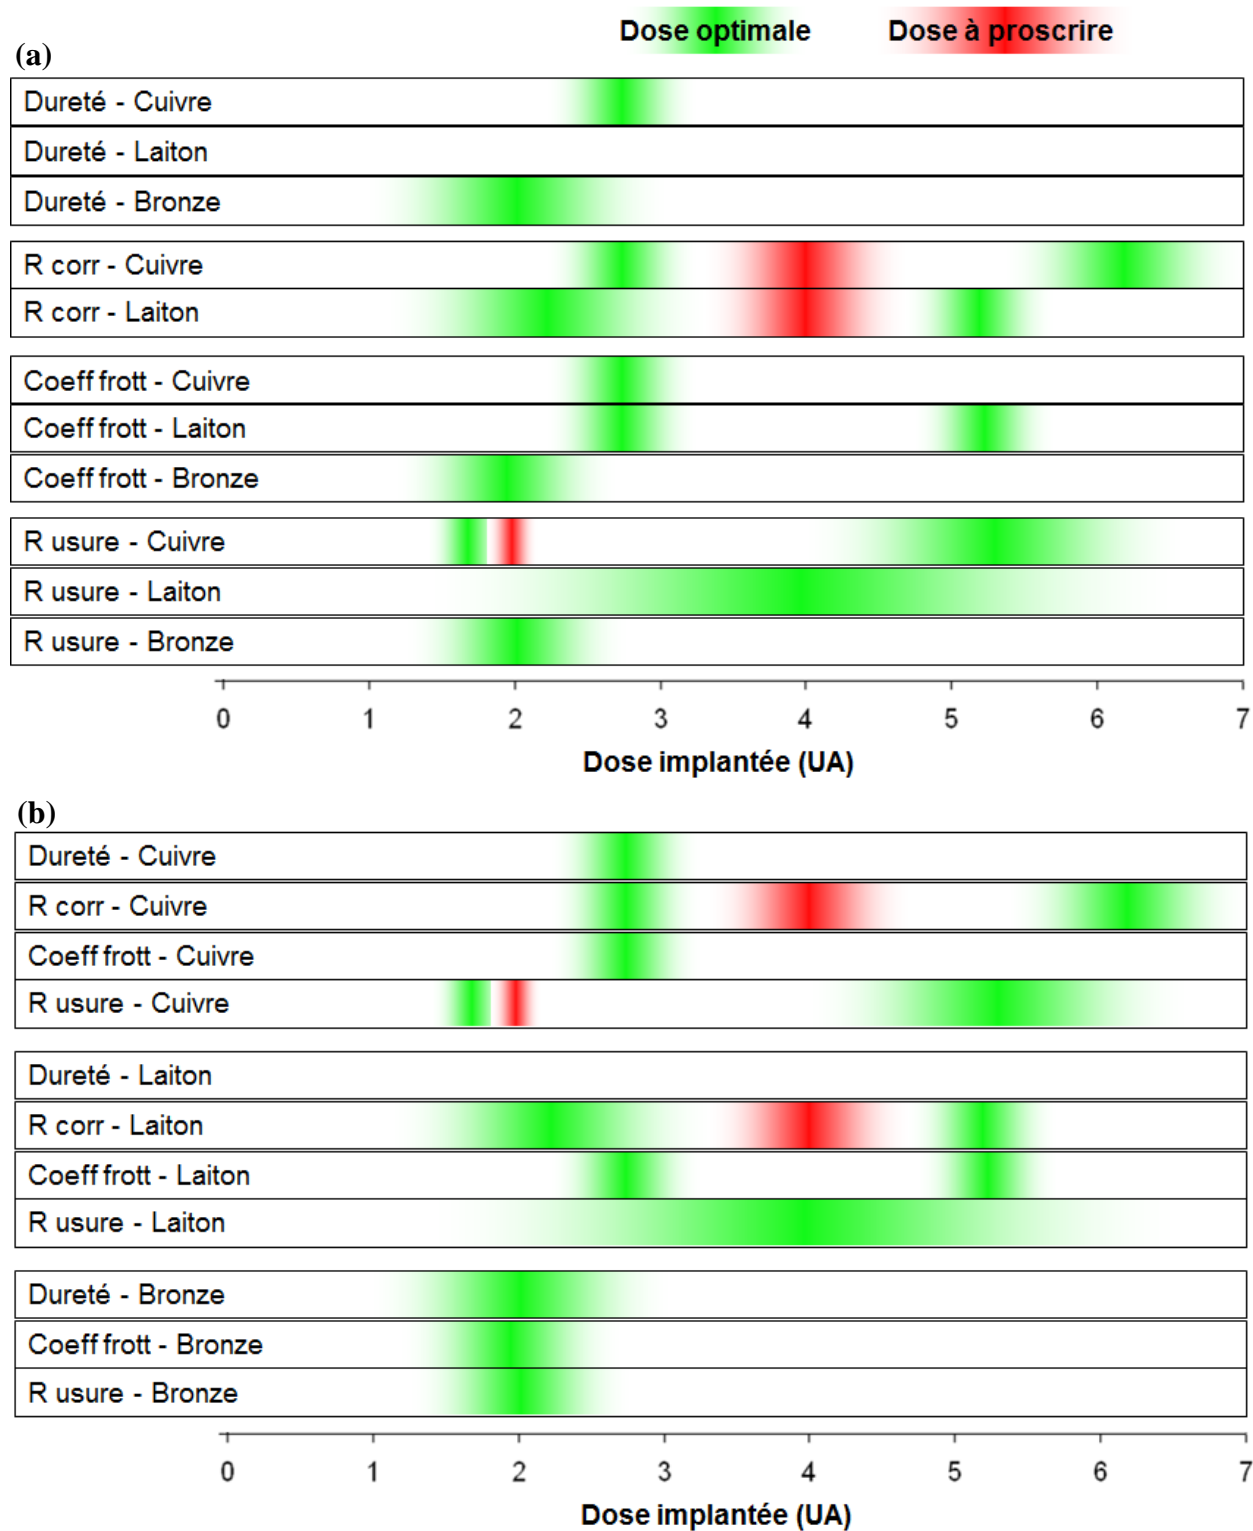 Dose optimale Dose à proscrire
(a)
Dureté - Cuivre
Dureté - Laiton
Dureté - Bronze
R corr - Cuivre
R corr - Laiton
Coeff frott - Cuivre
Coeff frott - Laiton
Coeff frott - Bronze
R usure - Cuivre
R usure - Laiton
R usure - Bronze
0 1 2 3 4 5 6 7
Dose implantée (UA)
(b)
Dureté - Cuivre
R corr - Cuivre
Coeff frott - Cuivre
R usure - Cuivre
Dureté - Laiton
R corr - Laiton
Coeff frott - Laiton
R usure - Laiton
Dureté - Bronze
Coeff frott - Bronze
R usure - Bronze
0 1 2 3 4 5 6 7
Dose implantée (UA)